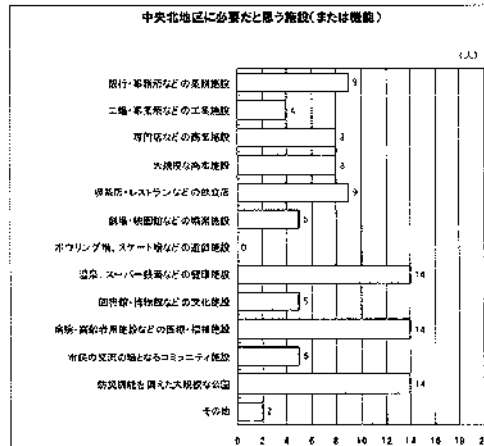 中央北地区に必要だと思う施設(または機能)
(人)
銀行・事務所などの業務施設 9
工場・事業所などの工業施設 4
専門店などの商業施設 8
大規模な商業施設 8
喫茶店・レストランなどの飲食店 9
劇場・映画館などの娯楽施設 5
ボウリング場、スケート場などの遊戯施設 0
温泉、スーパー銭湯などの健康施設 14
図書館・博物館などの文化施設 5
病院・高齢者用施設などの医療・福祉施設 14
市民の交流の場となるコミュニティ施設 5
防災機能を備えた大規模な公園 14
その他 2
0 2 4 6 8 10 12 14 16 18